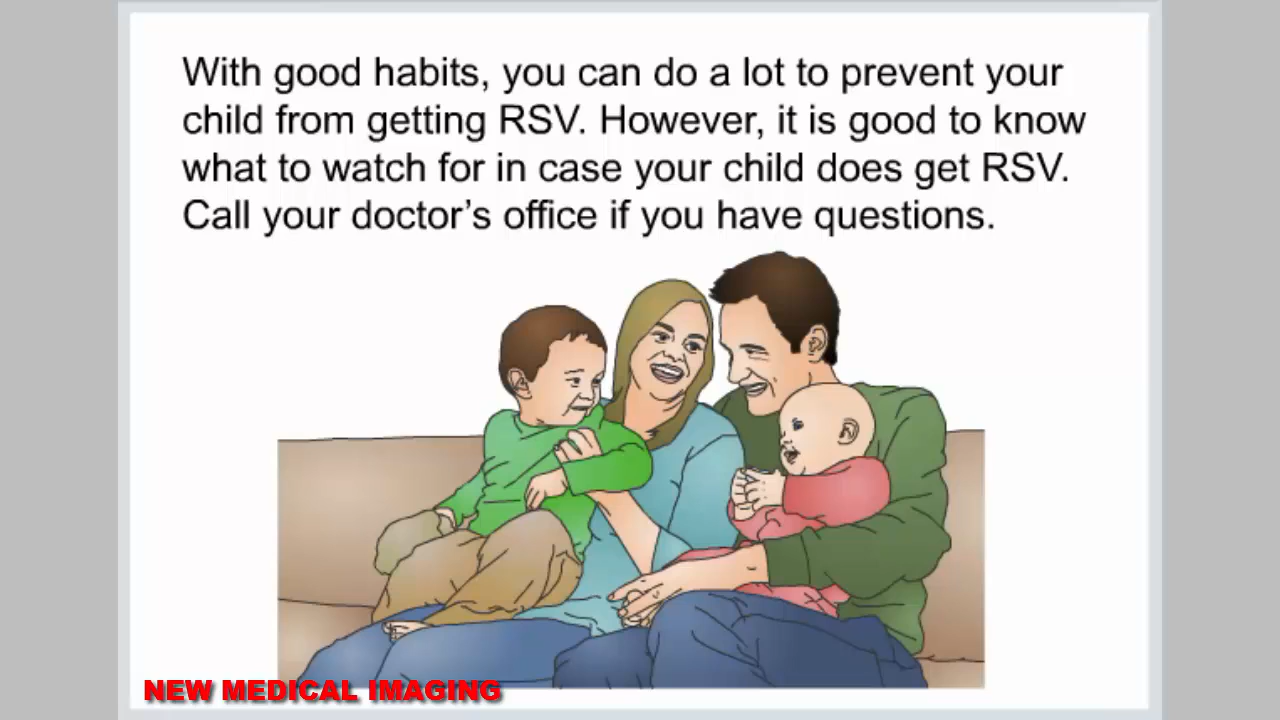 With good habits, you can do a lot to prevent your
child from getting RSV. However, it is good to know
what to watch for in case your child does get RSV.
Call your doctor’s office if you have questions.
NEW MEDICAL IMAGING